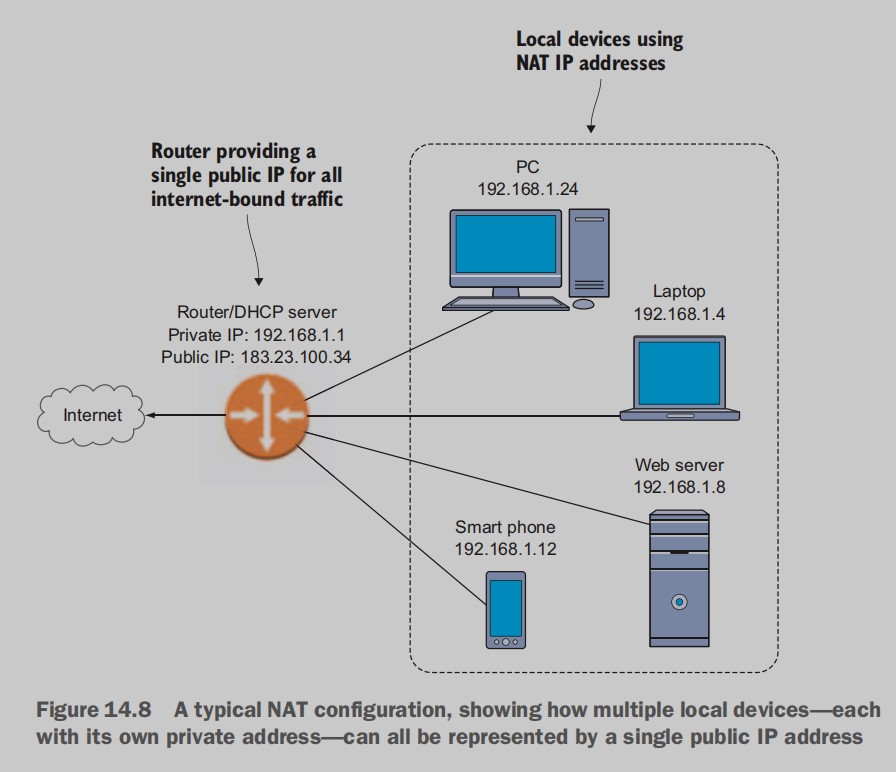 Local devices using
NAT IP addresses
Router providing a
single public IP for all
internet-bound traffic
PC
192.168.1.24
Laptop
192.168.1.4
Router/DHCP server
Private IP: 192.168.1.1
Public IP: 183.23.100.34
Internet
Web server
192.168.1.8
Smart phone
192.168.1.12
Figure 14.8 A typical NAT configuration, showing how multiple local devices—each
with its own private address—can all be represented by a single public IP address